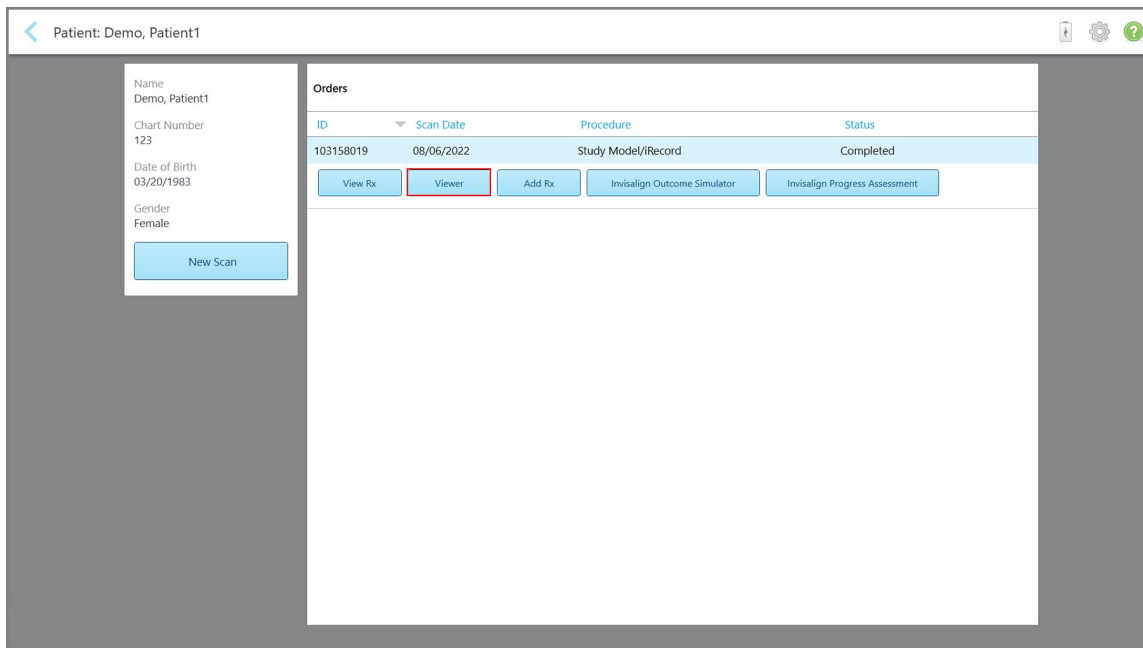 Patient: Demo, Patient1
Name
Demo, Patient1
Chart Number
123
Date of Birth
03/20/1983
Gender
Female
New Scan
Orders
ID Scan Date Procedure Status
103158019 08/06/2022 Study Model/iRecord Completed
View Rx Viewer Add Rx Invisalign Outcome Simulator Invisalign Progress Assessment
?